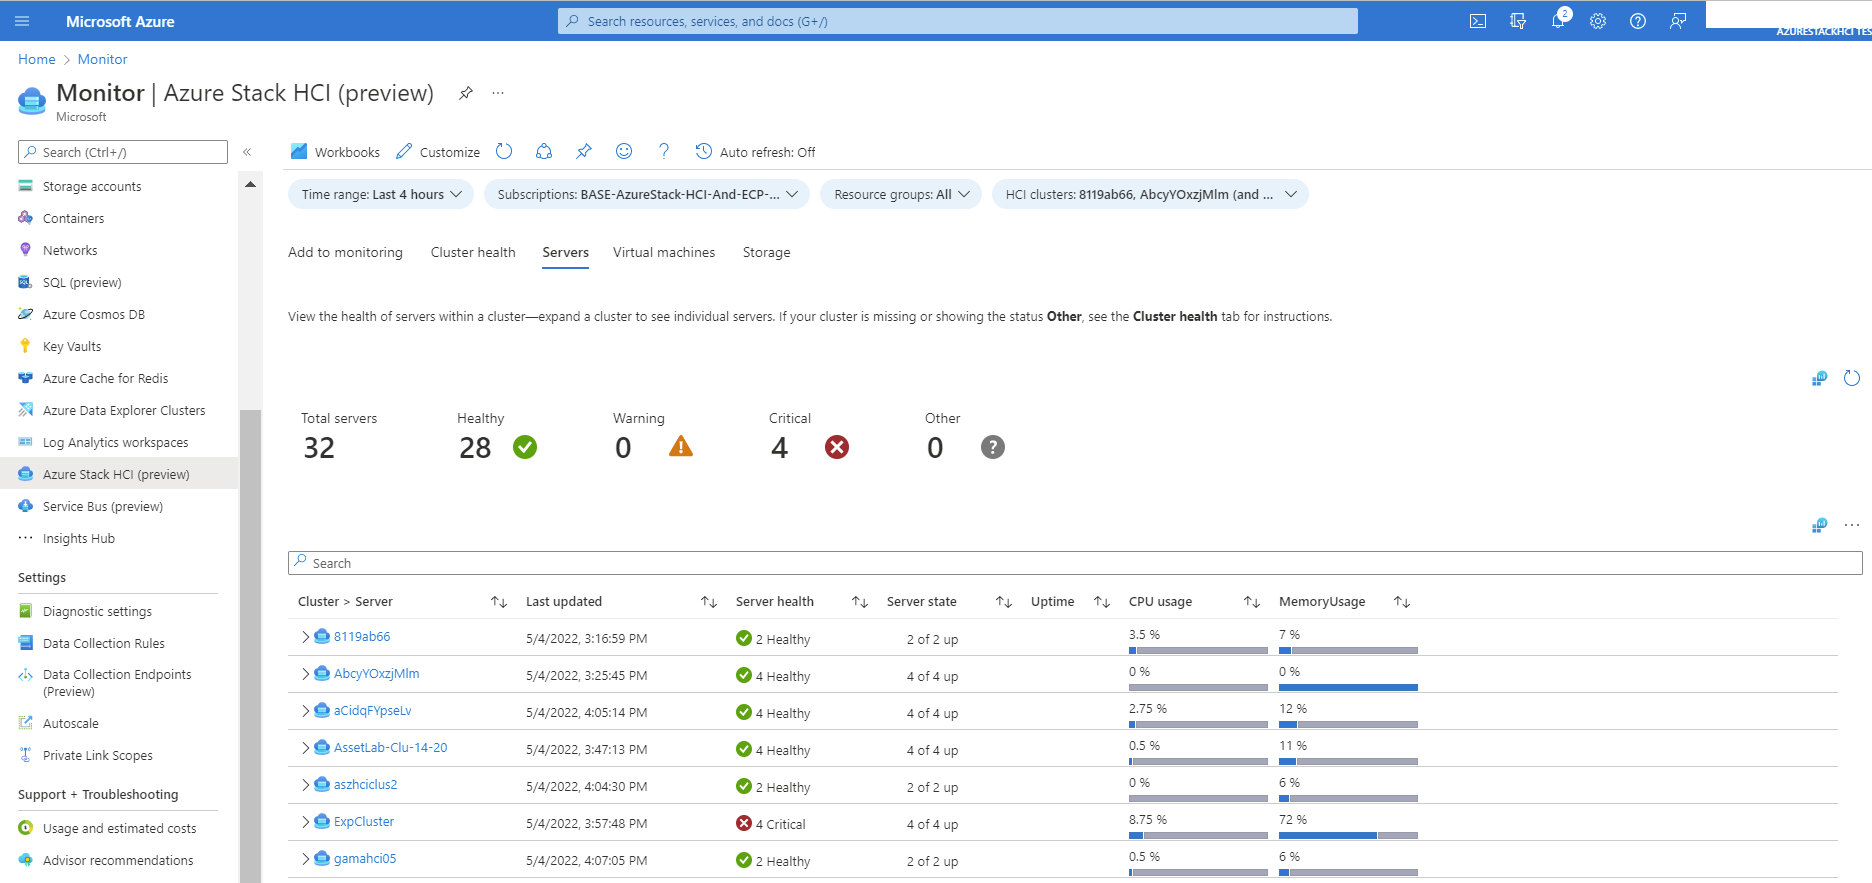 Microsoft Azure
Search resources, services, and docs (G+/)
2
AZURESTACKHCI TES
Home > Monitor
Monitor | Azure Stack HCI (preview)
Microsoft
Search (Ctrl+/)
Storage accounts
Containers
Networks
SQL (preview)
Azure Cosmos DB
Key Vaults
Azure Cache for Redis
Azure Data Explorer Clusters
Log Analytics workspaces
Azure Stack HCI (preview)
Service Bus (preview)
Insights Hub
Settings
Diagnostic settings
Data Collection Rules
Data Collection Endpoints
(Preview)
Autoscale
Private Link Scopes
Support + Troubleshooting
Usage and estimated costs
Advisor recommendations
Workbooks Customize Auto refresh: Off
Time range: Last 4 hours Subscriptions: BASE-AzureStack-HCI-And-ECP-... Resource groups: All HCI clusters: 8119ab66, AbcyYOxzjMlm (and ...
Add to monitoring Cluster health Servers Virtual machines Storage
View the health of servers within a cluster—expand a cluster to see individual servers. If your cluster is missing or showing the status Other, see the Cluster health tab for instructions.
Total servers Healthy Warning Critical Other
32 28 0 4 0
Search
Cluster > Server Last updated Server health Server state Uptime CPU usage MemoryUsage
8119ab66 5/4/2022, 3:16:59 PM 2 Healthy 2 of 2 up 3.5 % 7 %
AbcyYOxzjMlm 5/4/2022, 3:25:45 PM 4 Healthy 4 of 4 up 0 % 0 %
aCidqFYpseLv 5/4/2022, 4:05:14 PM 4 Healthy 4 of 4 up 2.75 % 12 %
AssetLab-Clu-14-20 5/4/2022, 3:47:13 PM 4 Healthy 4 of 4 up 0.5 % 11 %
aszhciclus2 5/4/2022, 4:04:30 PM 2 Healthy 2 of 2 up 0 % 6 %
ExpCluster 5/4/2022, 3:57:48 PM 4 Critical 4 of 4 up 8.75 % 72 %
gamahci05 5/4/2022, 4:07:05 PM 2 Healthy 2 of 2 up 0.5 % 6 %